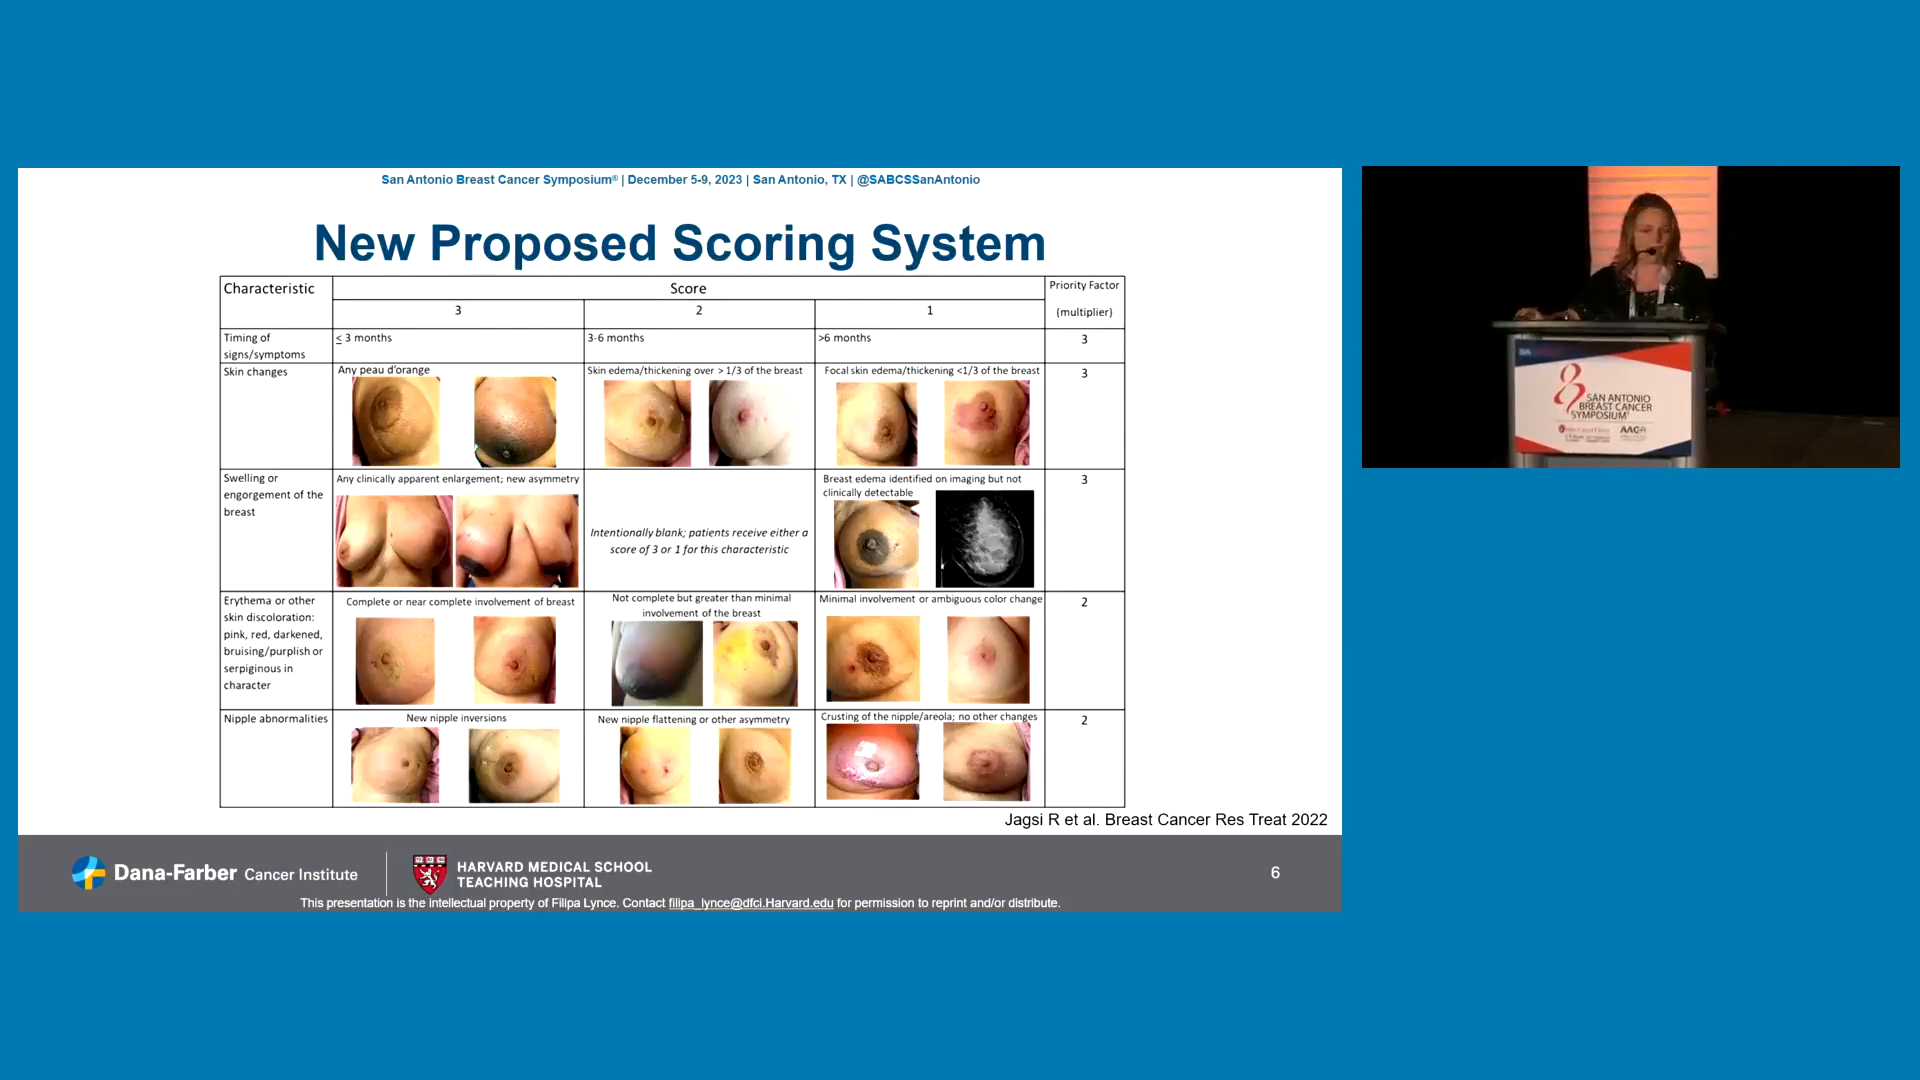 San Antonio Breast Cancer Symposium® | December 5-9, 2023 | San Antonio, TX | @SABCSSanAntonio
New Proposed Scoring System
Characteristic
Score
Priority Factor
(multiplier)
3
2
1
Timing of
signs/symptoms
≤ 3 months
3-6 months
>6 months
3
Skin changes
Any peau d’orange
Skin edema/thickening over > 1/3 of the breast
Focal skin edema/thickening <1/3 of the breast
3
Swelling or
engorgement of the
breast
Any clinically apparent enlargement; new asymmetry
Intentionally blank; patients receive either a
score of 3 or 1 for this characteristic
Breast edema identified on imaging but not
clinically detectable
3
Erythema or other
skin discoloration:
pink, red, darkened,
bruising/purplish or
serpiginous in
character
Complete or near complete involvement of breast
Not complete but greater than minimal
involvement of the breast
Minimal involvement or ambiguous color change
2
Nipple abnormalities
New nipple inversions
New nipple flattening or other asymmetry
Crusting of the nipple/areola; no other changes
2
Jagsi R et al. Breast Cancer Res Treat 2022
Dana-Farber Cancer Institute
HARVARD MEDICAL SCHOOL
TEACHING HOSPITAL
6
This presentation is the intellectual property of Filipa Lynce. Contact filipa_lynce@dfci.Harvard.edu for permission to reprint and/or distribute.
SAN ANTONIO
BREAST CANCER
SYMPOSIUM®
AACR